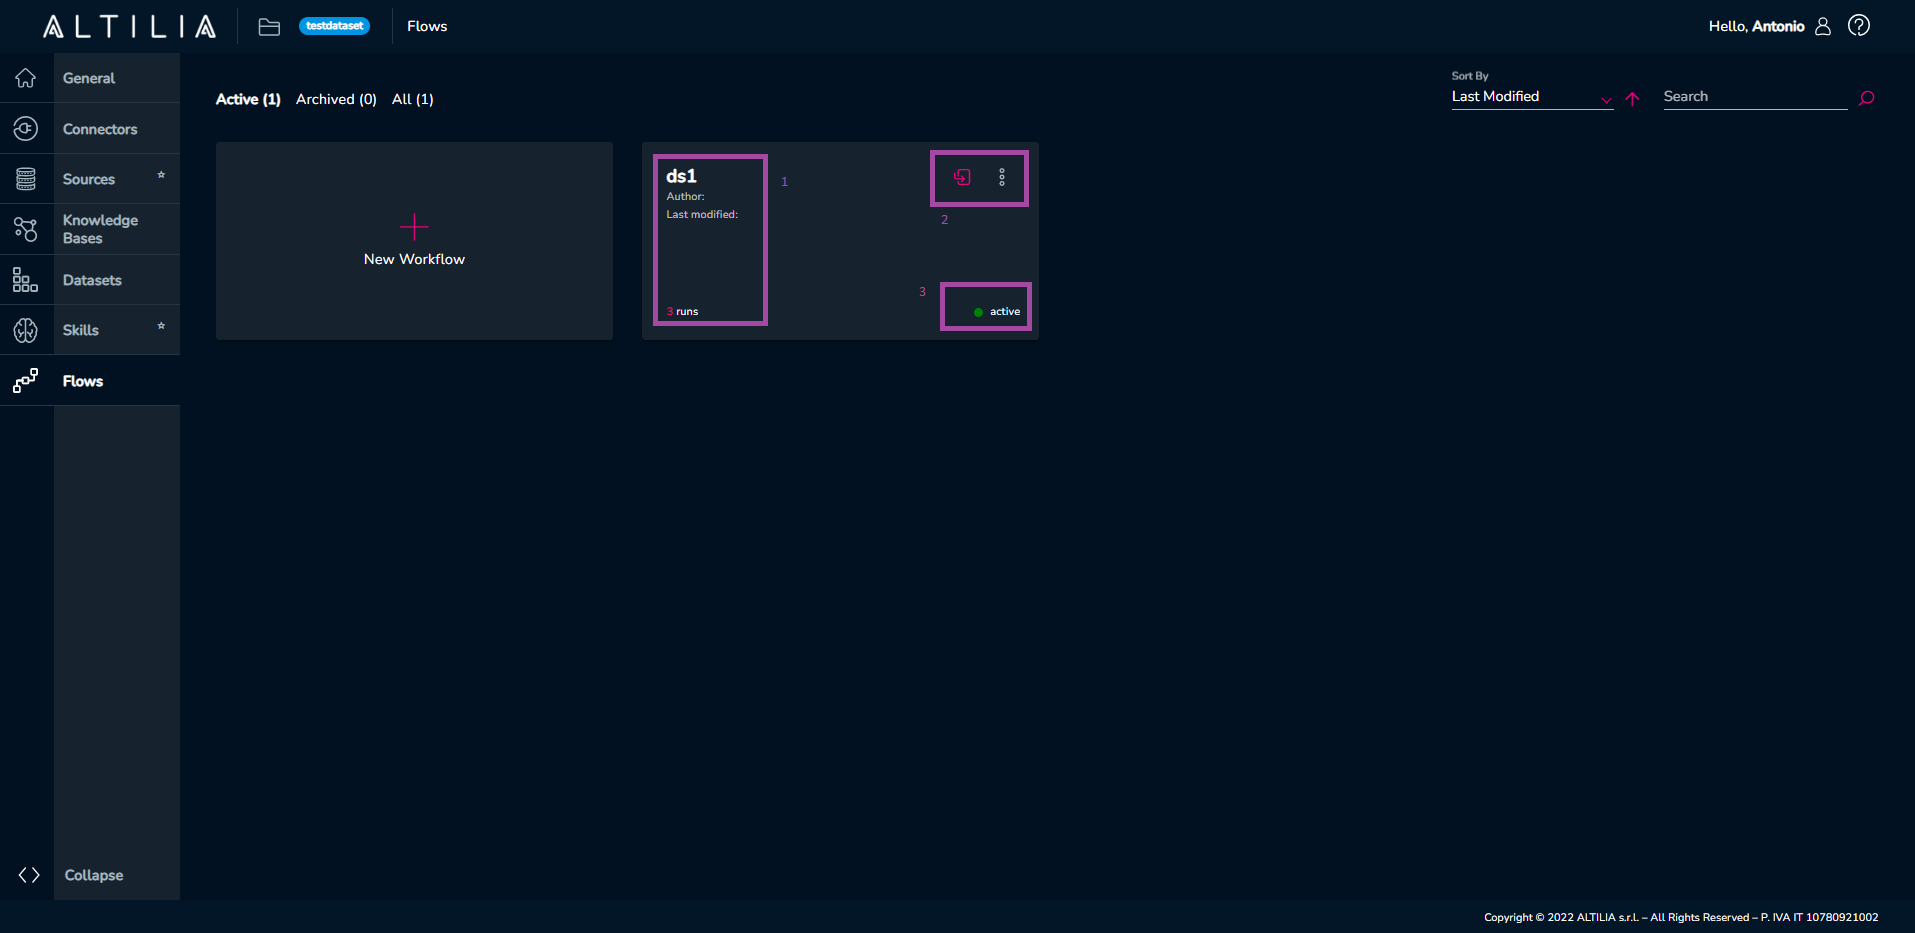 ALTILIA
testdataset
Flows
Hello, Antonio
General
Connectors
Sources
Knowledge
Bases
Datasets
Skills
Flows
Collapse
Active (1) Archived (0) All (1)
Sort By
Last Modified
Search
New Workflow
ds1
Author:
Last modified:
3 runs
1
2
3
active
Copyright © 2022 ALTILIA s.r.l. – All Rights Reserved – P. IVA IT 10780921002